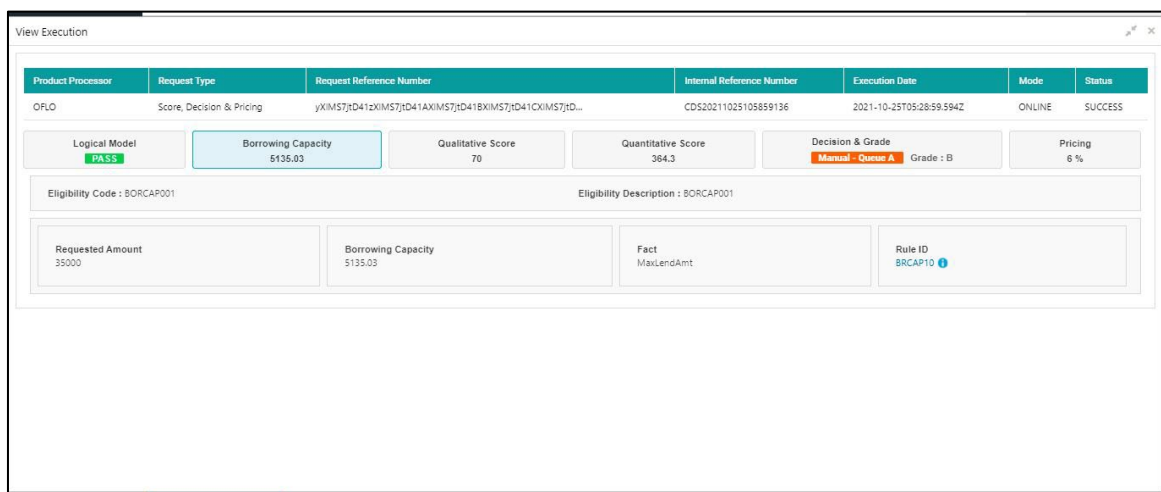 View Execution
Product Processor Request Type Request Reference Number Internal Reference Number Execution Date Mode Status
OFLO Score, Decision & Pricing yXIMS7jtD41zXIMS7jtD41AXIMS7jtD41BXIMS7jtD41CXIMS7jtD... CDS20211025105859136 2021-10-25T05:28:59.594Z ONLINE SUCCESS
Logical Model Borrowing Capacity Qualitative Score Quantitative Score Decision & Grade Pricing
PASS 5135.03 70 364.3 Manual - Queue A Grade : B 6 %
Eligibility Code : BORCAP001 Eligibility Description : BORCAP001
Requested Amount Borrowing Capacity Fact Rule ID
35000 5135.03 MaxLendAmt BRCAP10